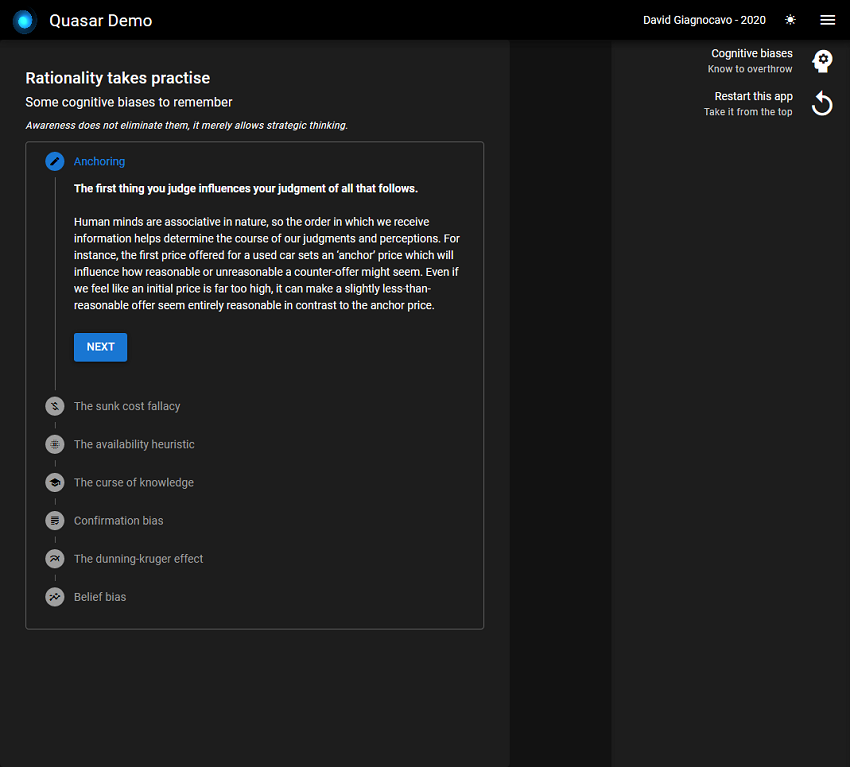 Quasar Demo
David Giagnocavo - 2020
Cognitive biases
Know to overthrow
Restart this app
Take it from the top
Rationality takes practise
Some cognitive biases to remember
Awareness does not eliminate them, it merely allows strategic thinking.
Anchoring
The first thing you judge influences your judgment of all that follows.
Human minds are associative in nature, so the order in which we receive
information helps determine the course of our judgments and perceptions. For
instance, the first price offered for a used car sets an ‘anchor’ price which will
influence how reasonable or unreasonable a counter-offer might seem. Even if
we feel like an initial price is far too high, it can make a slightly less-than-
reasonable offer seem entirely reasonable in contrast to the anchor price.
NEXT
The sunk cost fallacy
The availability heuristic
The curse of knowledge
Confirmation bias
The dunning-kruger effect
Belief bias